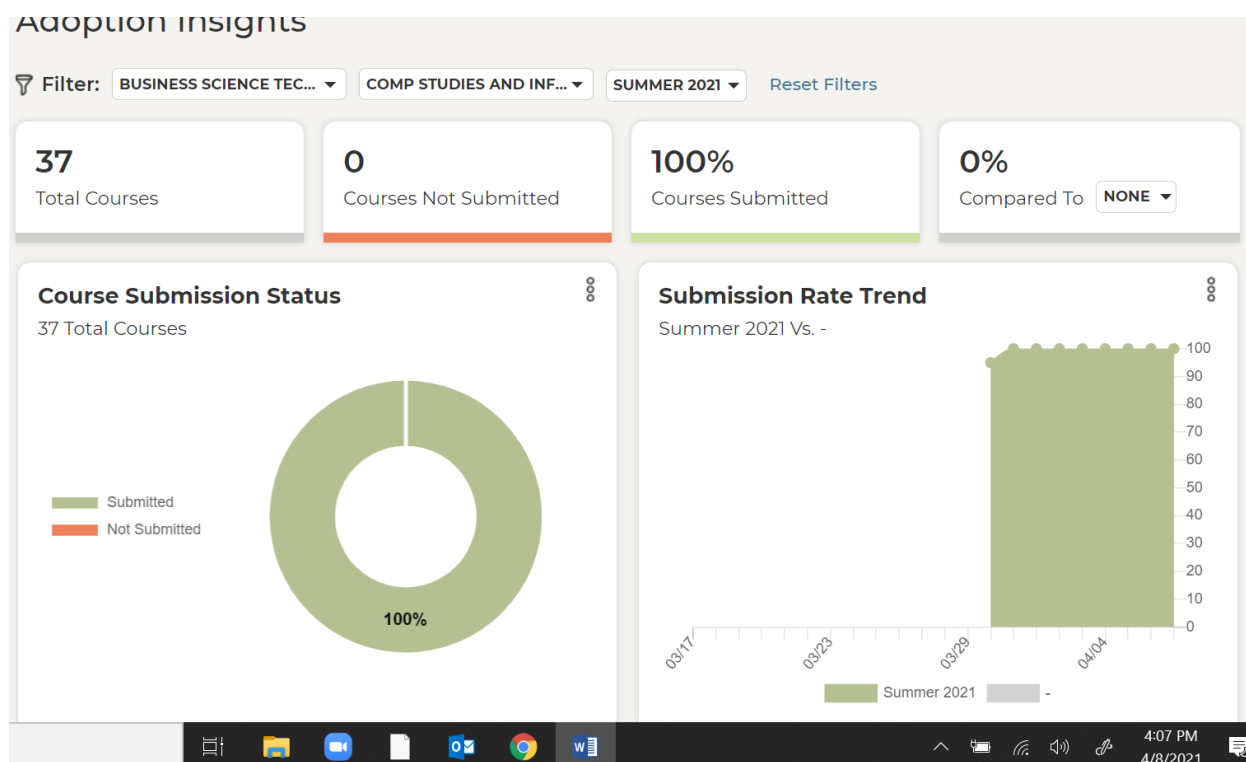 Adoption Insights
Filter: BUSINESS SCIENCE TEC... COMP STUDIES AND INF... SUMMER 2021 Reset Filters
37 0 100% 0%
Total Courses Courses Not Submitted Courses Submitted Compared To NONE
Course Submission Status
37 Total Courses
Submitted
Not Submitted
100%
Submission Rate Trend
Summer 2021 Vs. -
100
90
80
70
60
50
40
30
20
10
0
03/17 03/23 03/29 04/04
Summer 2021 -
4:07 PM
4/8/2021